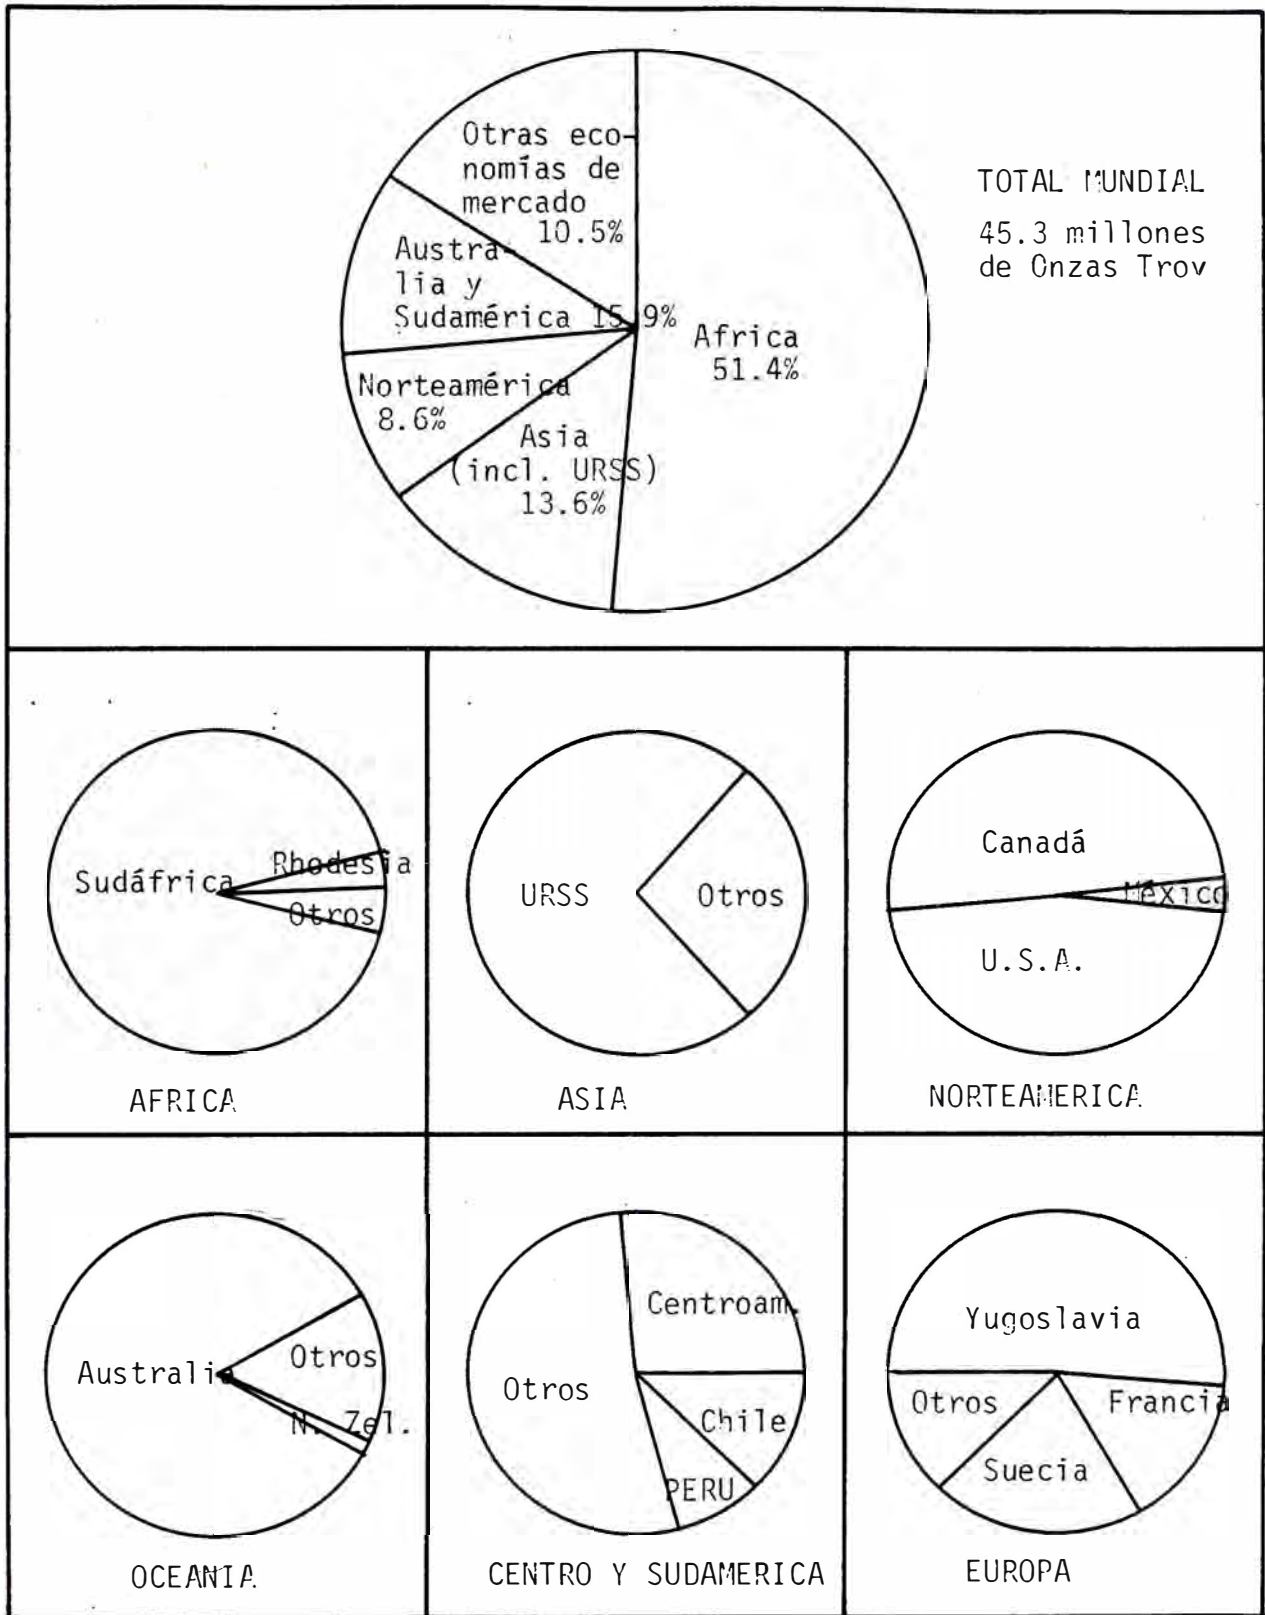 Otras eco-
nomías de
mercado
10.5%
TOTAL MUNDIAL
45.3 millones
de Onzas Troy
Austra-
lia y
Sudamérica 15.9%
Africa
51.4%
Norteamérica
8.6%
Asia
(incl. URSS)
13.6%
Sudáfrica
Rhodesia
Otros
AFRICA
URSS
Otros
ASIA
Canadá
México
U.S.A.
NORTEAMERICA
Australia
Otros
N. Zel.
OCEANIA
Centroam.
Otros
Chile
PERU
CENTRO Y SUDAMERICA
Yugoslavia
Otros
Francia
Suecia
EUROPA